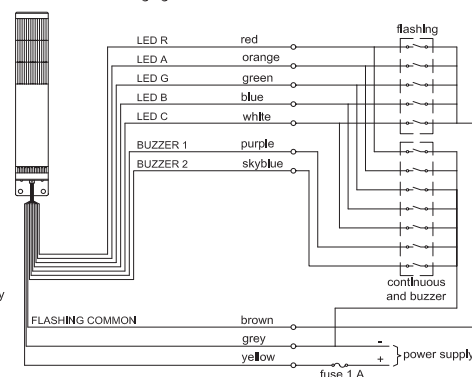 flashing
LED R red
LED A orange
LED G green
LED B blue
LED C white
BUZZER 1 purple
BUZZER 2 skyblue
continuous
and buzzer
y
FLASHING COMMON brown
grey -
yellow + power supply
fuse 1 A